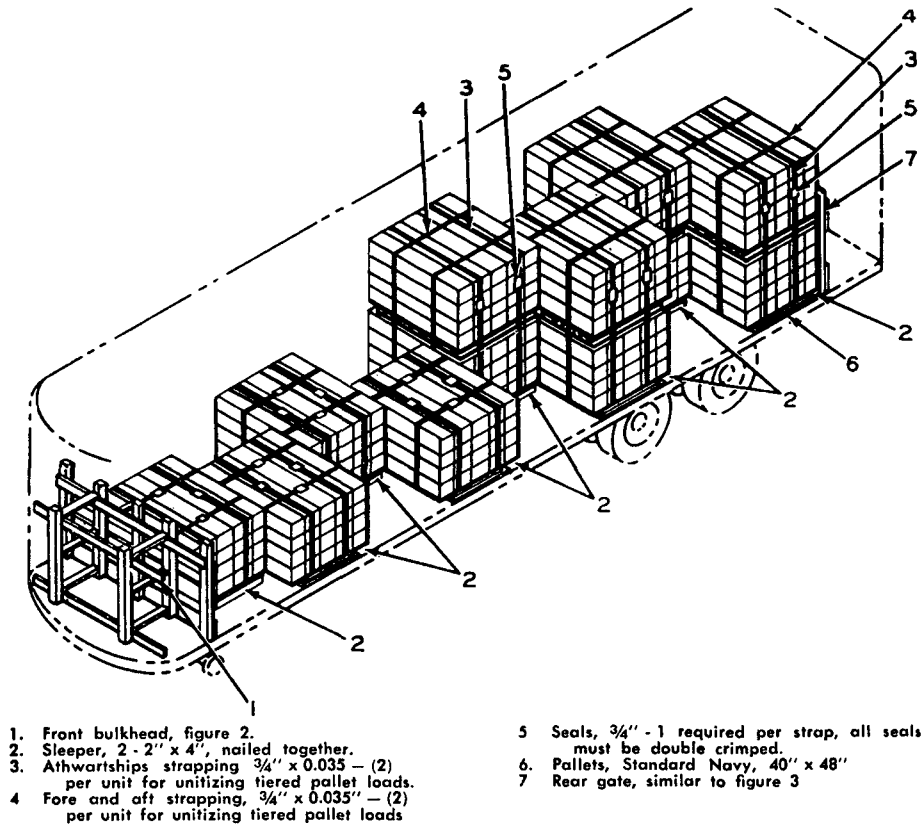 4
3
5
7
5
3
4
2
6
2
2
2
2
1
1. Front bulkhead, figure 2.
2. Sleeper, 2 - 2" x 4", nailed together.
3. Athwartships strapping ¾" x 0.035 — (2)
per unit for unitizing tiered pallet loads.
4 Fore and aft strapping, ¾" x 0.035" — (2)
per unit for unitizing tiered pallet loads
5 Seals, ¾" - 1 required per strap, all seals
must be double crimped.
6. Pallets, Standard Navy, 40" x 48"
7 Rear gate, similar to figure 3